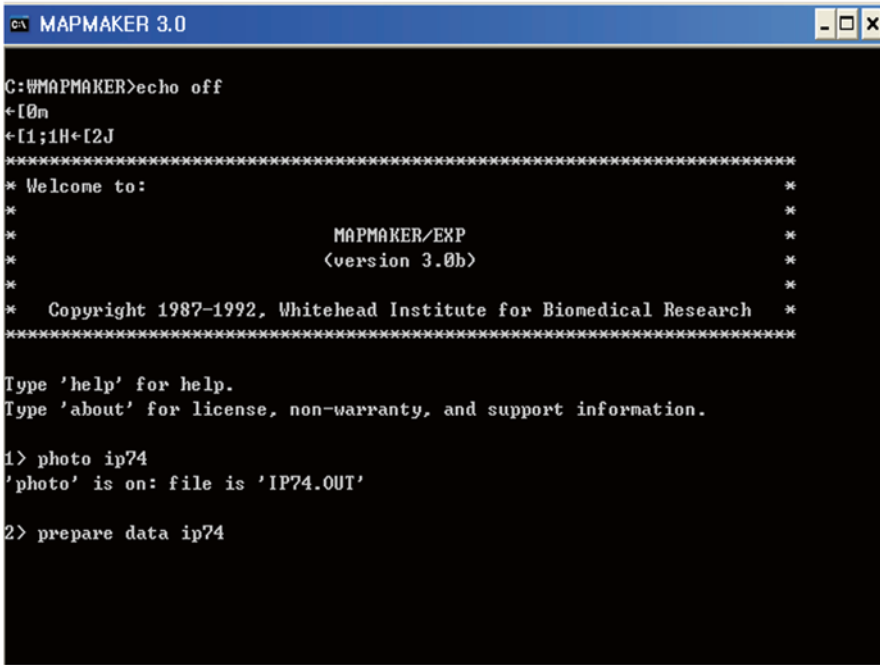 MAPMAKER 3.0
C:₩MAPMAKER>echo off
←[0m
←[1;1H←[2J
*************************************************************************
* Welcome to: *
* *
* MAPMAKER/EXP *
* (version 3.0b) *
* *
* Copyright 1987-1992, Whitehead Institute for Biomedical Research *
*************************************************************************
Type 'help' for help.
Type 'about' for license, non-warranty, and support information.
1> photo ip74
'photo' is on: file is 'IP74.OUT'
2> prepare data ip74